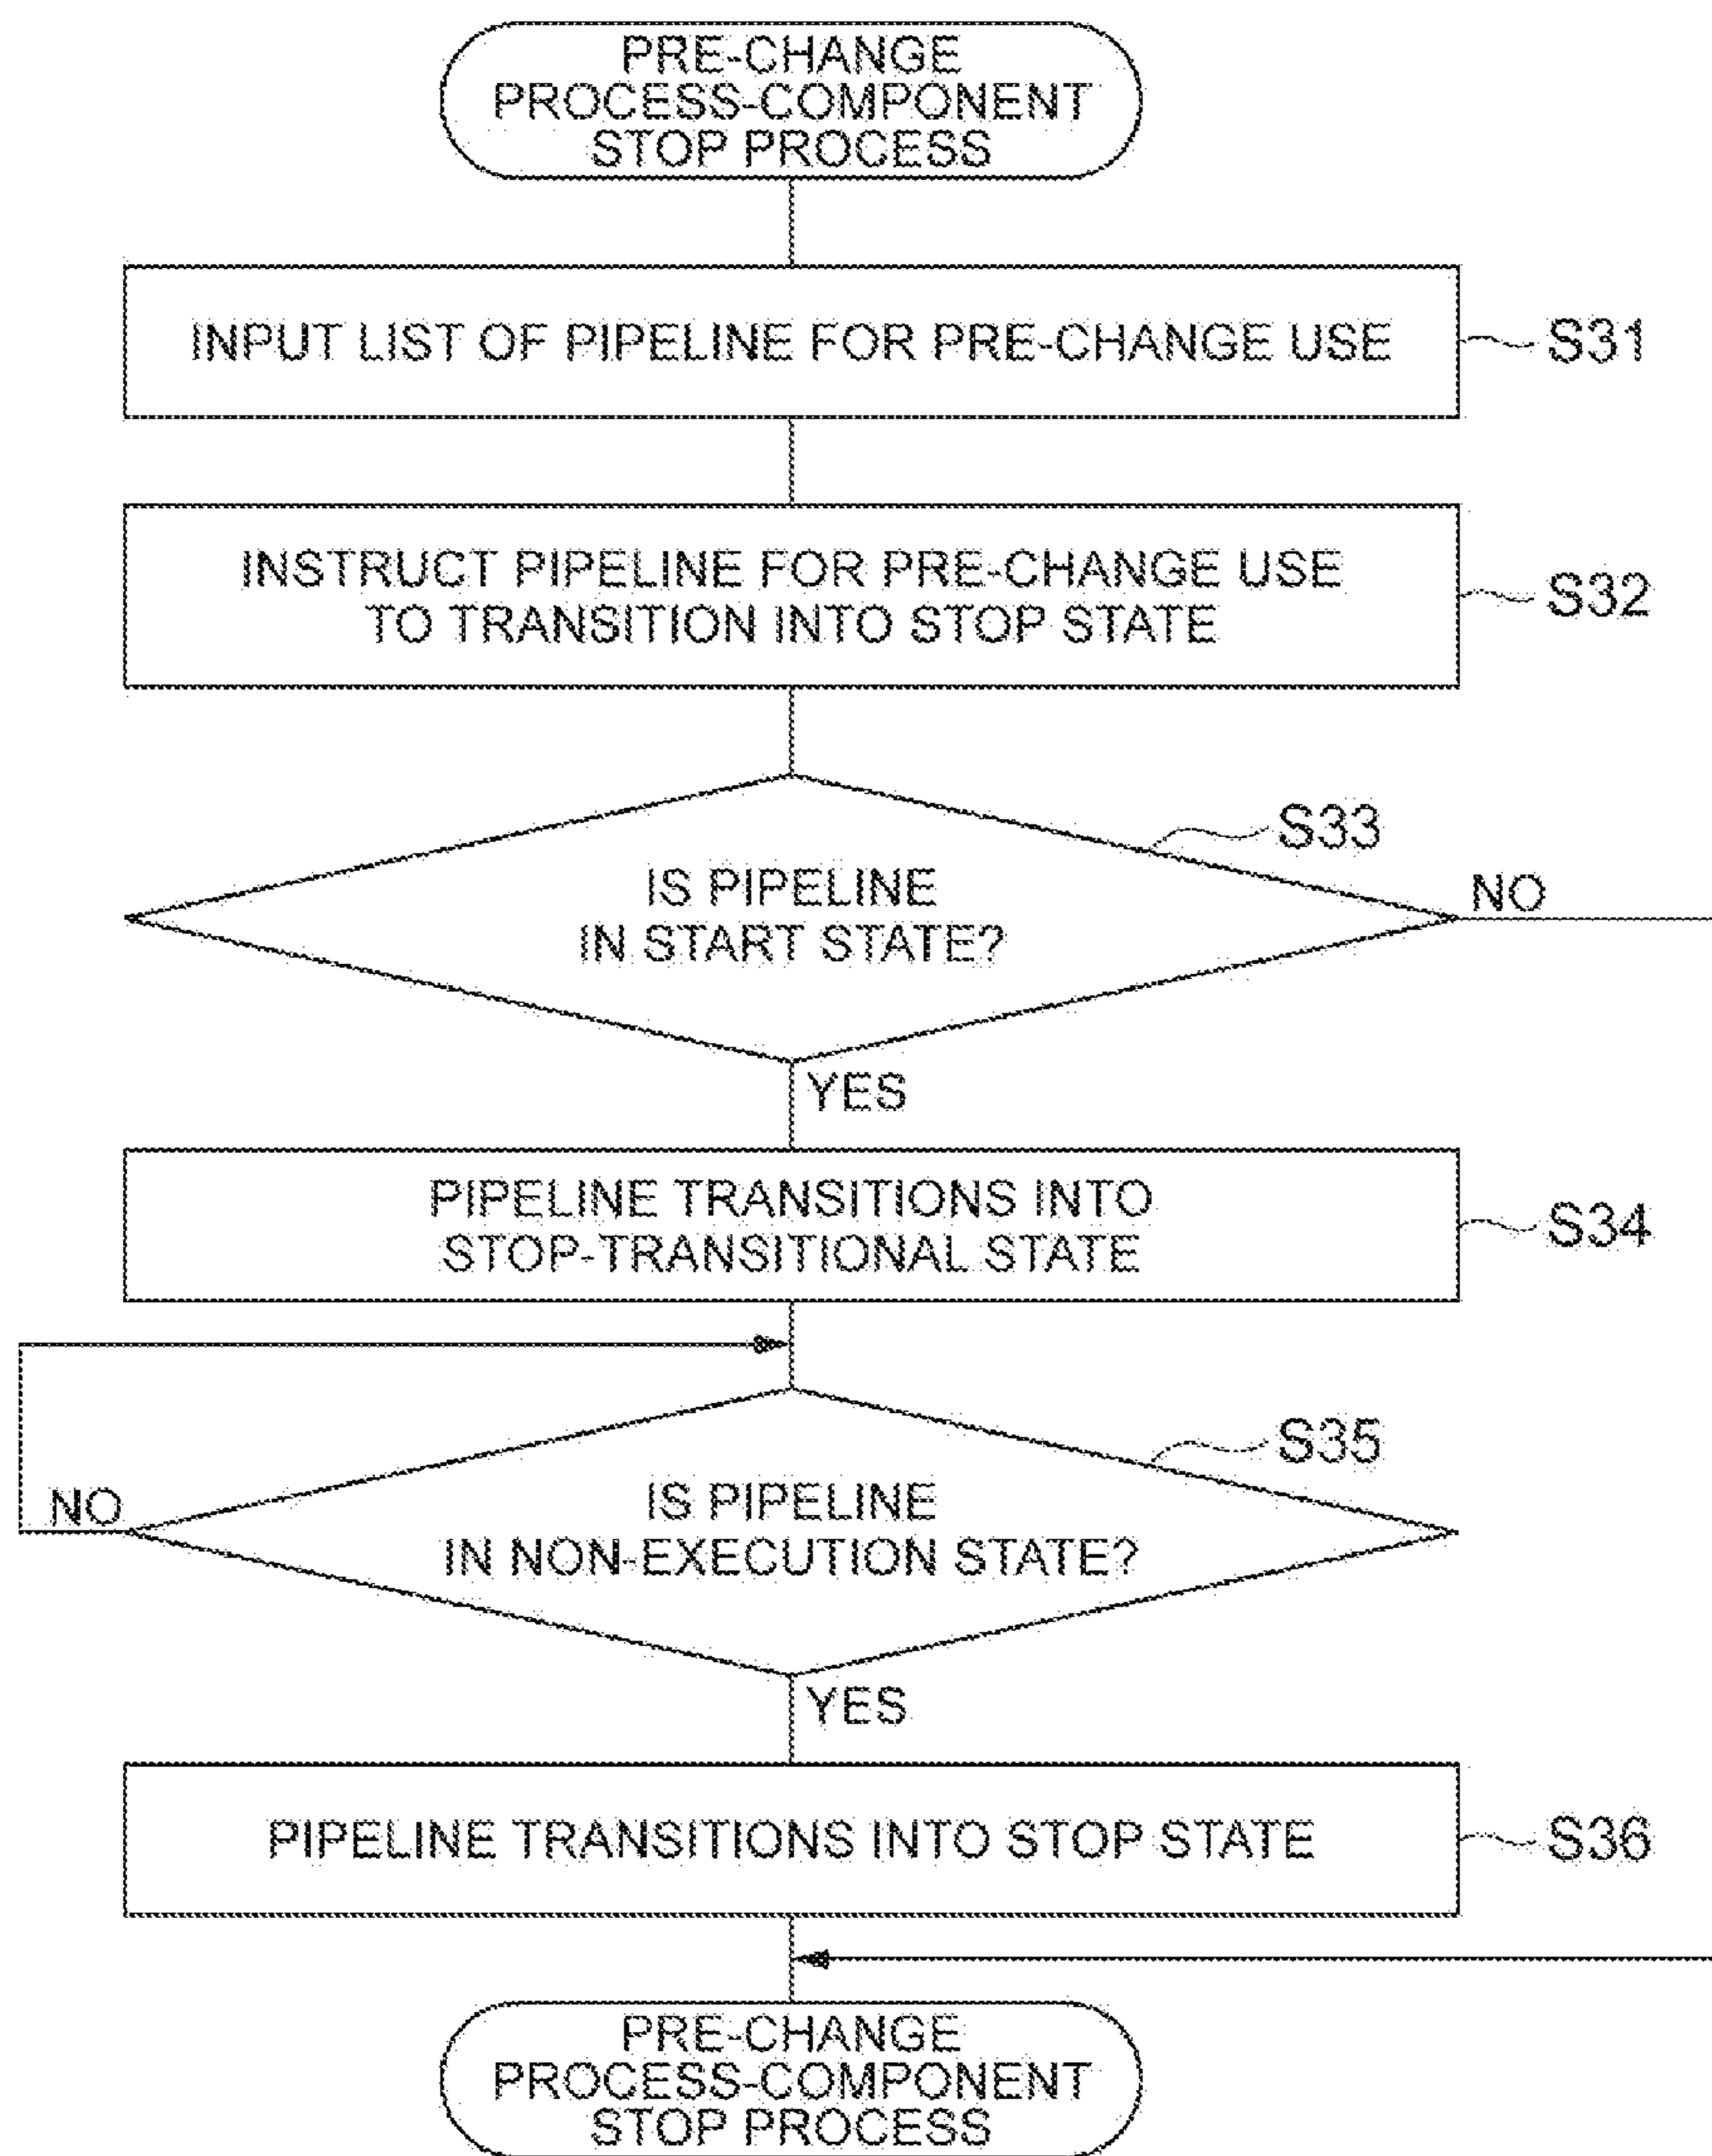 PRE-CHANGE
PROCESS-COMPONENT
STOP PROCESS
INPUT LIST OF PIPELINE FOR PRE-CHANGE USE
S31
INSTRUCT PIPELINE FOR PRE-CHANGE USE
TO TRANSITION INTO STOP STATE
S32
S33
IS PIPELINE
IN START STATE?
NO
YES
PIPELINE TRANSITIONS INTO
STOP-TRANSITIONAL STATE
S34
S35
IS PIPELINE
IN NON-EXECUTION STATE?
NO
YES
PIPELINE TRANSITIONS INTO STOP STATE
S36
PRE-CHANGE
PROCESS-COMPONENT
STOP PROCESS